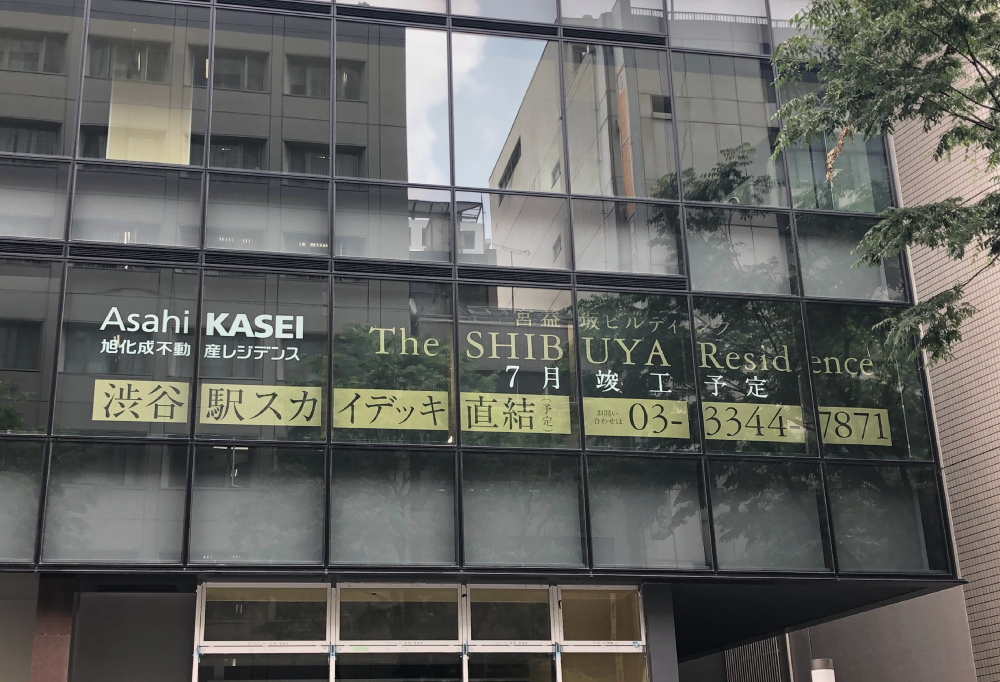 Asahi KASEI
旭化成不動産レジデンス
宮益坂ビルディング
The SHIBUYA Residence
7月竣工予定
渋谷駅スカイデッキ直結(予定)
お問い合わせは 03-3344-7871